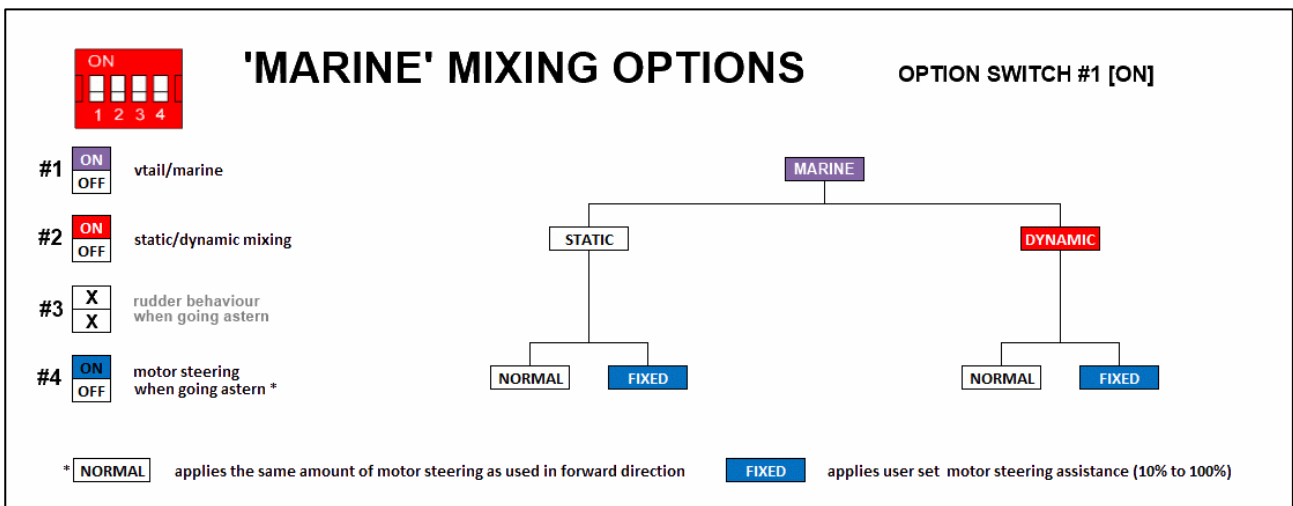 ON
1 2 3 4
'MARINE' MIXING OPTIONS
OPTION SWITCH #1 [ON]
#1
ON
OFF
vtail/marine
#2
ON
OFF
static/dynamic mixing
#3
X
X
rudder behaviour
when going astern
#4
ON
OFF
motor steering
when going astern *
MARINE
STATIC
DYNAMIC
NORMAL
FIXED
NORMAL
FIXED
* NORMAL applies the same amount of motor steering as used in forward direction
FIXED applies user set motor steering assistance (10% to 100%)